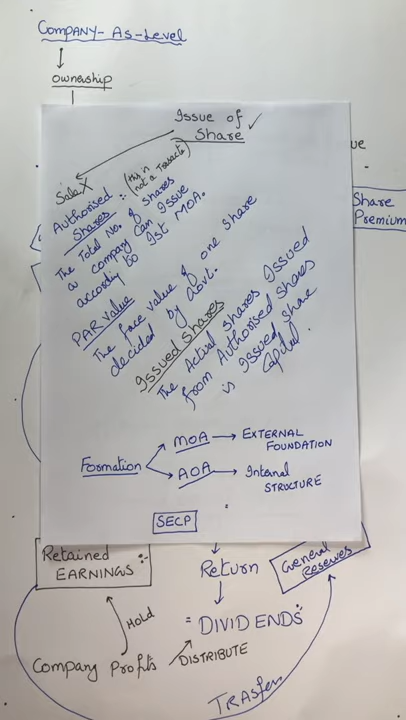 COMPANY- AS-LEVEL
OWNERSHIP
Issue of
Share ✓
Sale X
Authorised
Shares :- (this is
not a Transacti)
The Total No. of Shares
a company can Issue
accordig to 1st MOA.
PAR Value
The face value of one Share
decided by Govt.
Issued Shares
The Actual shares Issued
from Authorised Shares
is Issued share
Capital.
Share
Premium
Formation
MOA → EXTERNAL
FOUNDATION
AOA → Internal
STRUCTURE
SECP
Retained
EARNINGS :-
Return
General
Reserves
HOLD
= DIVIDENDS :
Company Profits
DISTRIBUTE
TRASfer